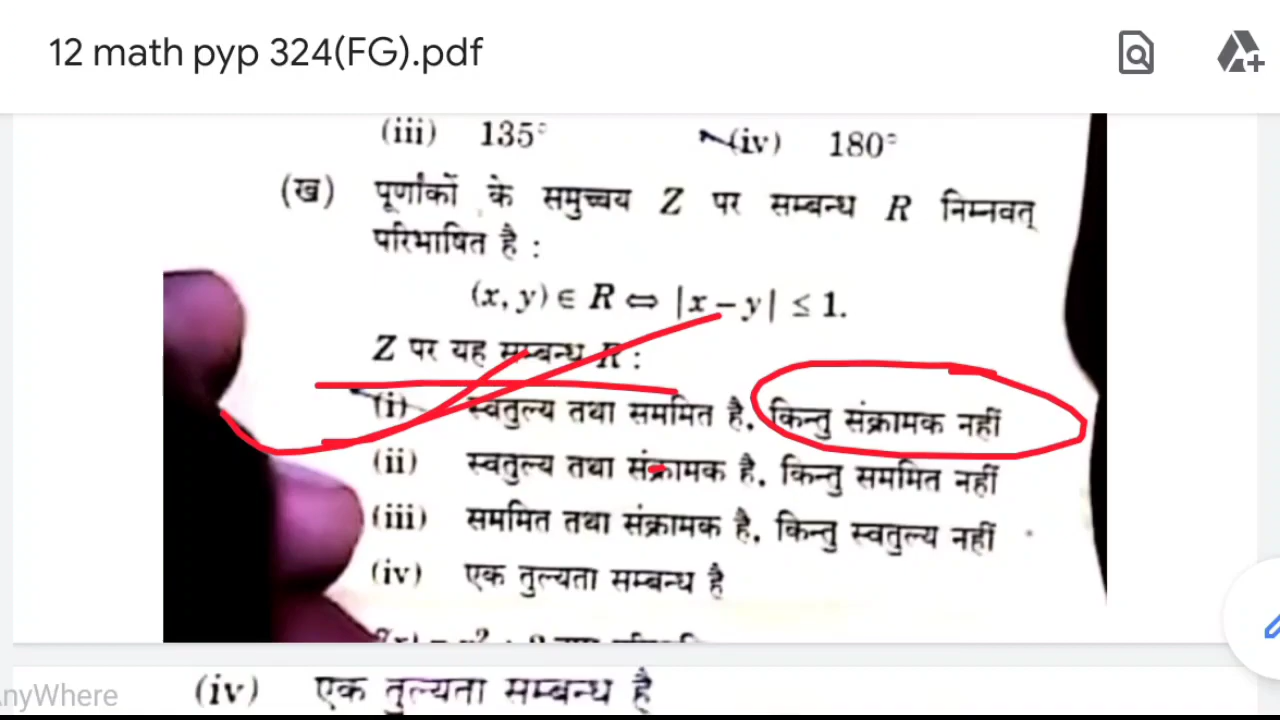 12 math pyp 324(FG).pdf
(iii) 135° (iv) 180°
(ख) पूर्णांकों के समुच्चय Z पर सम्बन्ध R निम्नवत्
परिभाषित है :
(x, y) ∈ R ⇔ |x – y| ≤ 1.
Z पर यह सम्बन्ध R :
(i) स्वतुल्य तथा सममित है, किन्तु संक्रामक नहीं
(ii) स्वतुल्य तथा संक्रामक है, किन्तु सममित नहीं
(iii) सममित तथा संक्रामक है, किन्तु स्वतुल्य नहीं
(iv) एक तुल्यता सम्बन्ध है
(iv) एक तुल्यता सम्बन्ध है
nyWhere